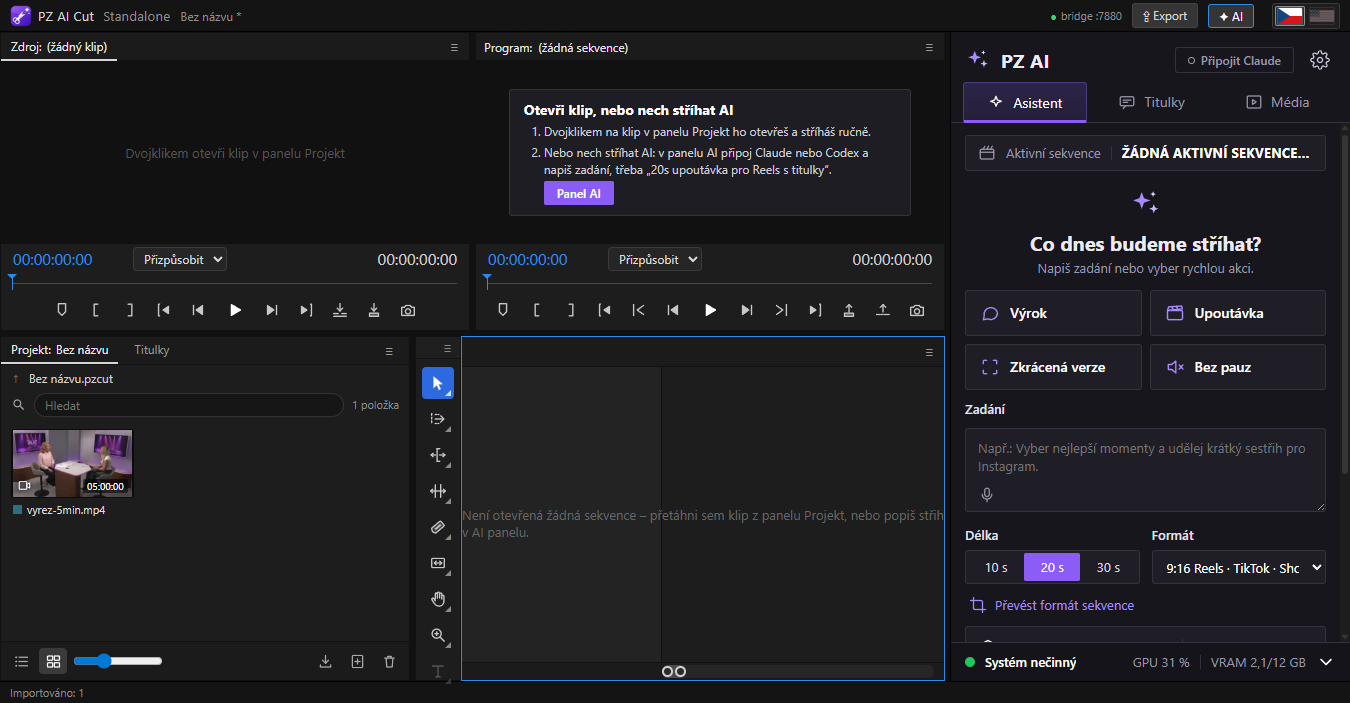 PZ AI Cut Standalone Bez názvu *
bridge :7880 Export AI
Zdroj: (žádný klip)
Program: (žádná sekvence)
Dvojklikem otevři klip v panelu Projekt
Otevři klip, nebo nech stříhat AI
1. Dvojklikem na klip v panelu Projekt ho otevřeš a stříháš ručně.
2. Nebo nech stříhat AI: v panelu AI připoj Claude nebo Codex a
napiš zadání, třeba „20s upoutávka pro Reels s titulky“.
Panel AI
00:00:00:00 Přizpůsobit 00:00:00:00
00:00:00:00 Přizpůsobit 00:00:00:00
Projekt: Bez názvu Titulky
↑ Bez názvu.pzcut
Hledat 1 položka
05:00:00
vyrez-5min.mp4
Není otevřená žádná sekvence – přetáhni sem klip z panelu Projekt, nebo popiš střih
v AI panelu.
Importováno: 1
PZ AI Připojit Claude
Asistent Titulky Média
Aktivní sekvence ŽÁDNÁ AKTIVNÍ SEKVENCE...
Co dnes budeme stříhat?
Napiš zadání nebo vyber rychlou akci.
Výrok Upoutávka
Zkrácená verze Bez pauz
Zadání
Např.: Vyber nejlepší momenty a udělej krátký sestřih pro
Instagram.
Délka Formát
10 s 20 s 30 s 9:16 Reels · TikTok · Sho
Převést formát sekvence
Systém nečinný GPU 31 % VRAM 2,1/12 GB